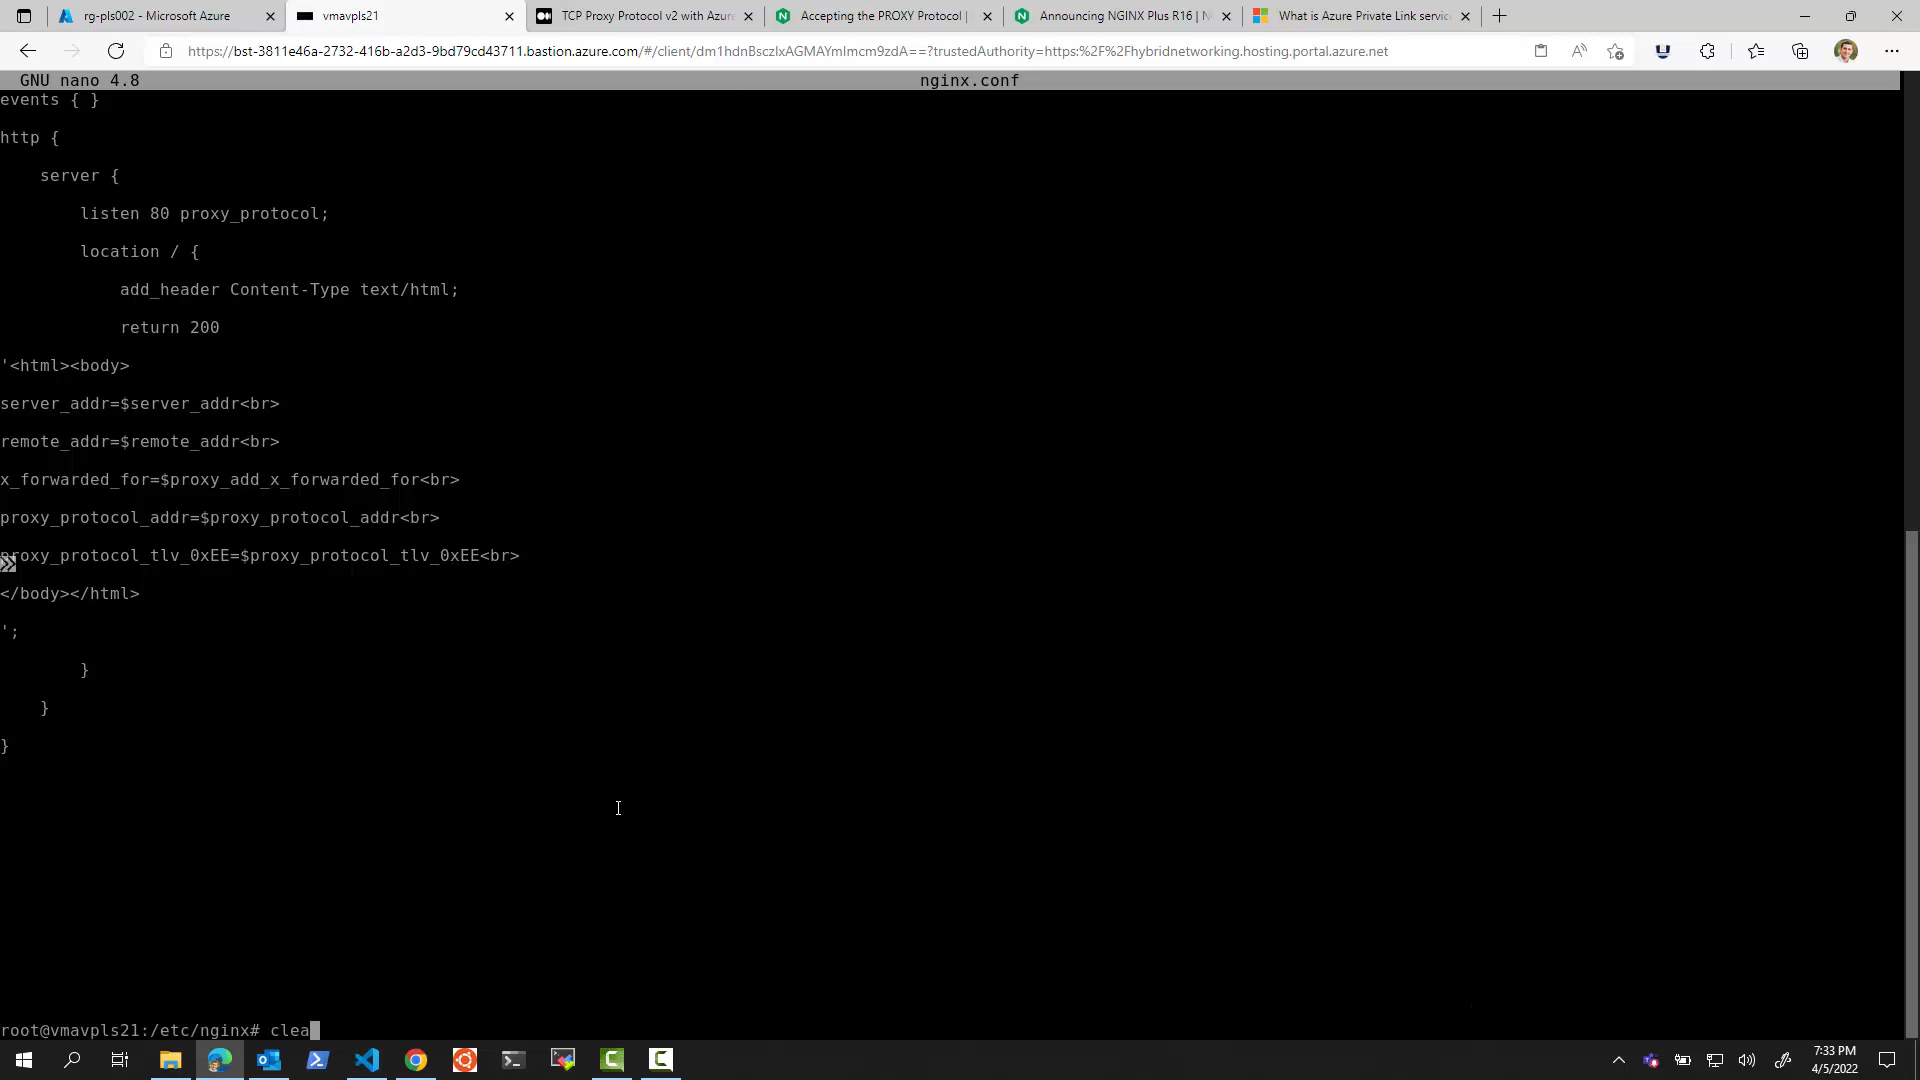 rg-pls002 - Microsoft Azure
vmavpls21
TCP Proxy Protocol v2 with Azure
Accepting the PROXY Protocol |
Announcing NGINX Plus R16 | N
What is Azure Private Link servic
https://bst-3811e46a-2732-416b-a2d3-9bd79cd43711.bastion.azure.com/#/client/dm1hdnBsczIxAGMAYmlmcm9zdA==?trustedAuthority=https:%2F%2Fhybridnetworking.hosting.portal.azure.net
GNU nano 4.8 nginx.conf
events { }
http {
server {
listen 80 proxy_protocol;
location / {
add_header Content-Type text/html;
return 200
'<html><body>
server_addr=$server_addr<br>
remote_addr=$remote_addr<br>
x_forwarded_for=$proxy_add_x_forwarded_for<br>
proxy_protocol_addr=$proxy_protocol_addr<br>
proxy_protocol_tlv_0xEE=$proxy_protocol_tlv_0xEE<br>
</body></html>
';
}
}
}
root@vmavpls21:/etc/nginx# clea
7:33 PM
4/5/2022